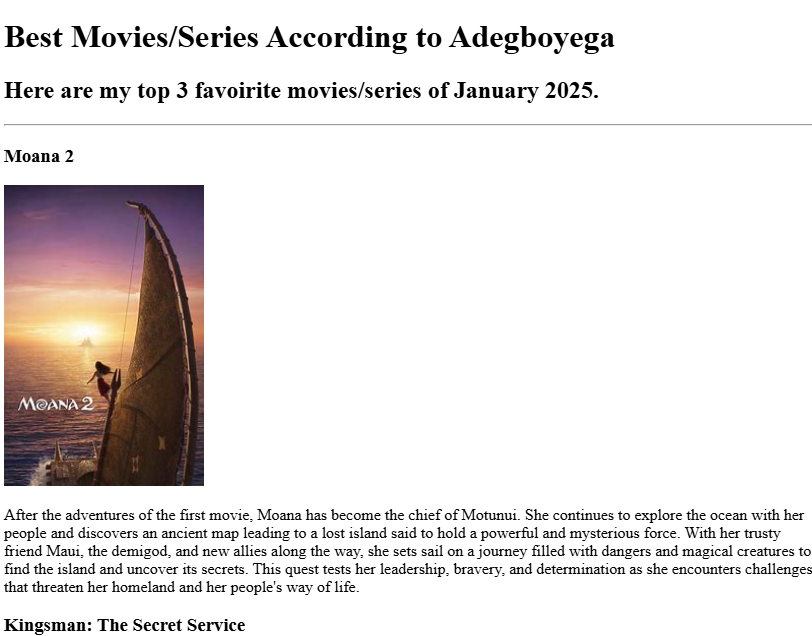 Best Movies/Series According to Adegboyega
Here are my top 3 favoirite movies/series of January 2025.
Moana 2
MOANA 2
After the adventures of the first movie, Moana has become the chief of Motunui. She continues to explore the ocean with her
people and discovers an ancient map leading to a lost island said to hold a powerful and mysterious force. With her trusty
friend Maui, the demigod, and new allies along the way, she sets sail on a journey filled with dangers and magical creatures to
find the island and uncover its secrets. This quest tests her leadership, bravery, and determination as she encounters challenges
that threaten her homeland and her people's way of life.
Kingsman: The Secret Service